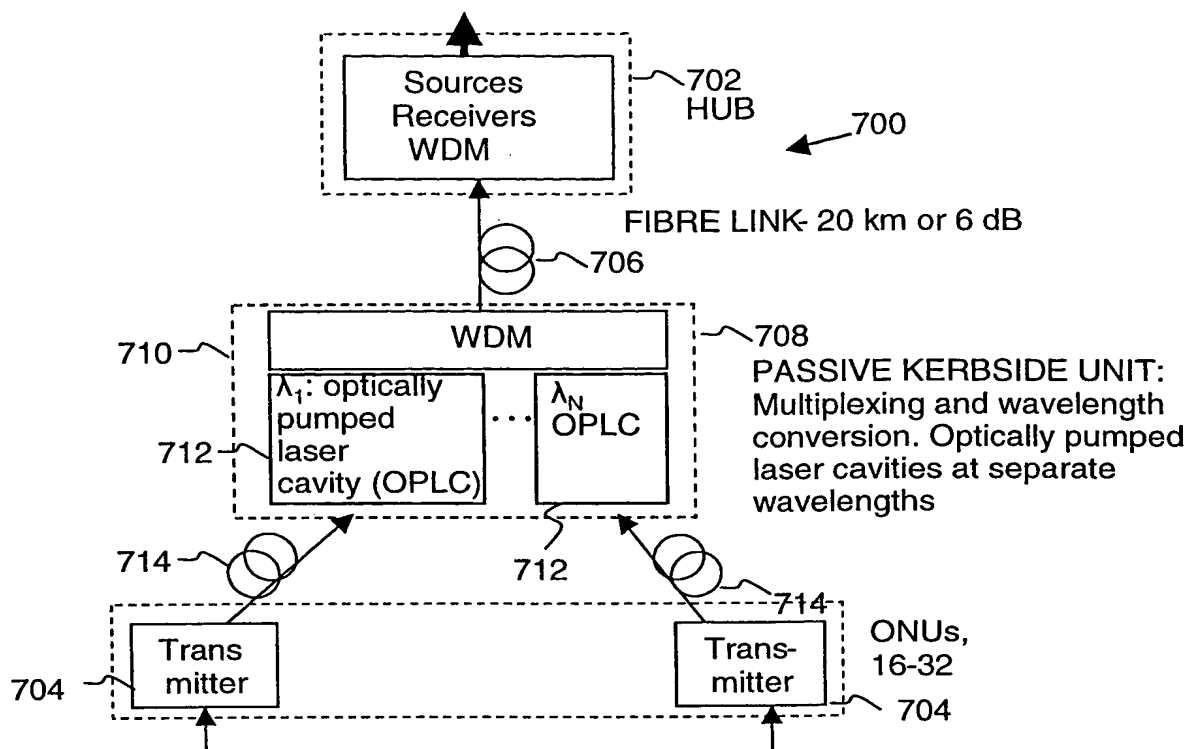 Sources
Receivers
WDM
702
HUB
700
FIBRE LINK- 20 km or 6 dB
706
WDM
710
708
λ1: optically
pumped
laser
cavity (OPLC)
...
λN
OPLC
712
PASSIVE KERBSIDE UNIT:
Multiplexing and wavelength
conversion. Optically pumped
laser cavities at separate
wavelengths
714
712
714
Trans
mitter
Trans-
mitter
ONUs,
16-32
704
704